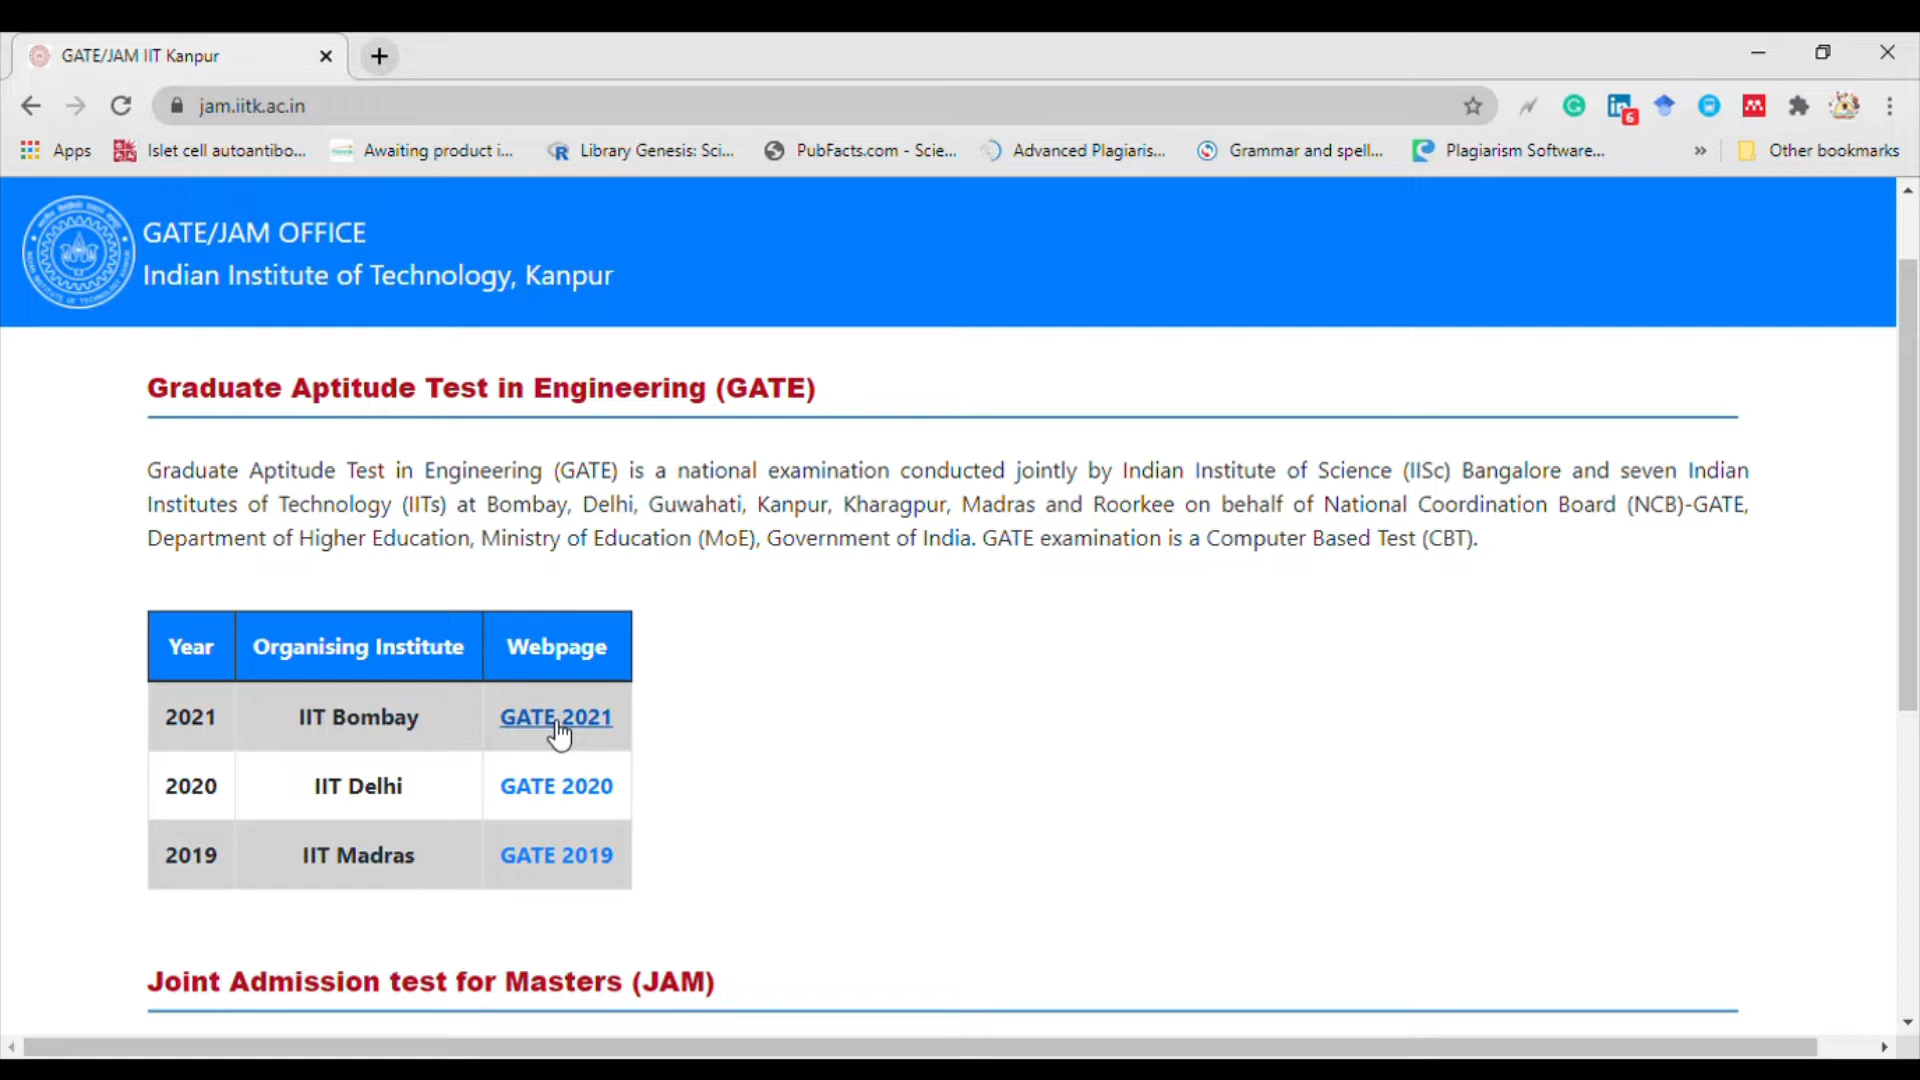 GATE/JAM IIT Kanpur
jam.iitk.ac.in
6
Apps Islet cell autoantibo... Awaiting product i... Library Genesis: Sci... PubFacts.com - Scie... Advanced Plagiaris... Grammar and spell... Plagiarism Software... » Other bookmarks
GATE/JAM OFFICE
Indian Institute of Technology, Kanpur
Graduate Aptitude Test in Engineering (GATE)
Graduate Aptitude Test in Engineering (GATE) is a national examination conducted jointly by Indian Institute of Science (IISc) Bangalore and seven Indian
Institutes of Technology (IITs) at Bombay, Delhi, Guwahati, Kanpur, Kharagpur, Madras and Roorkee on behalf of National Coordination Board (NCB)-GATE,
Department of Higher Education, Ministry of Education (MoE), Government of India. GATE examination is a Computer Based Test (CBT).
Year Organising Institute Webpage
2021 IIT Bombay GATE 2021
2020 IIT Delhi GATE 2020
2019 IIT Madras GATE 2019
Joint Admission test for Masters (JAM)